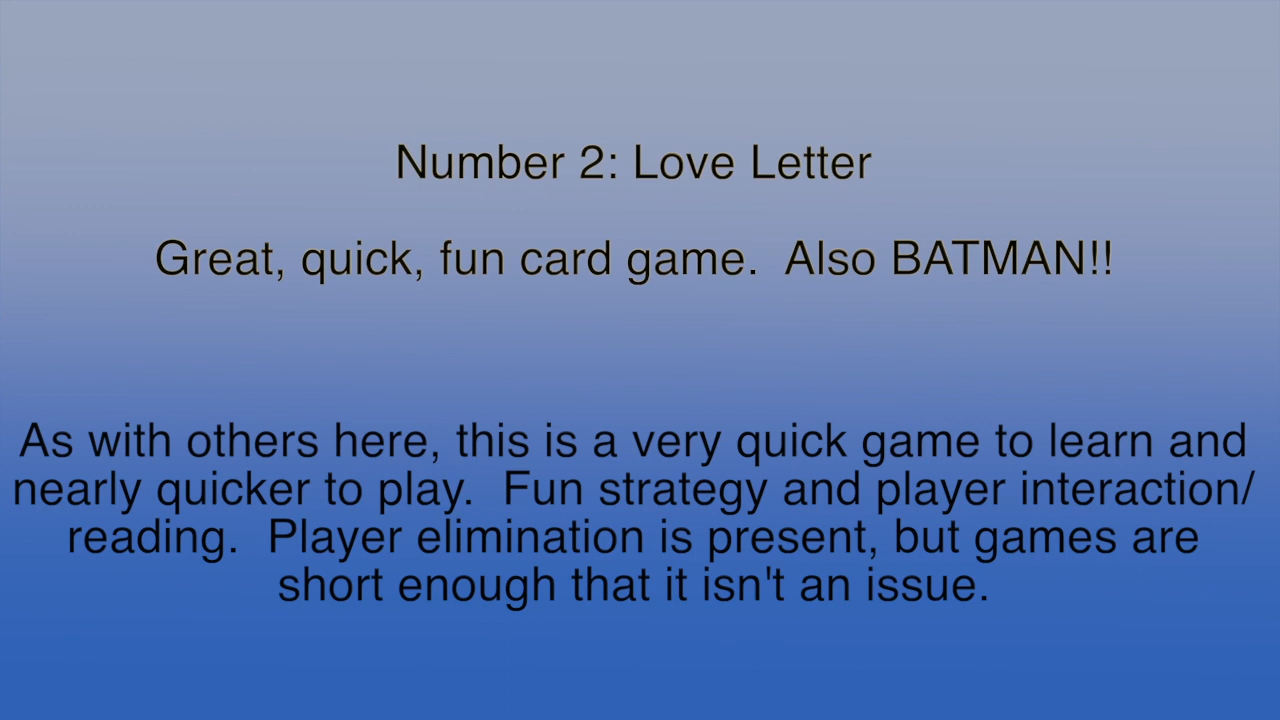 Number 2: Love Letter
Great, quick, fun card game.  Also BATMAN!!
As with others here, this is a very quick game to learn and
nearly quicker to play.  Fun strategy and player interaction/
reading.  Player elimination is present, but games are
short enough that it isn't an issue.